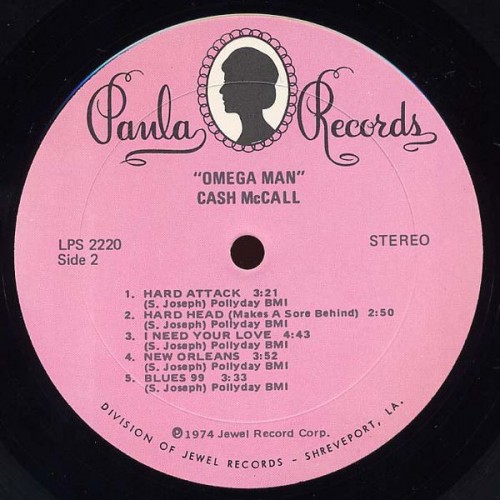 Paula Records
"OMEGA MAN"
CASH McCALL
LPS 2220
Side 2
STEREO
1. HARD ATTACK 3:21
(S. Joseph) Pollyday BMI
2. HARD HEAD (Makes A Sore Behind) 2:50
(S. Joseph) Pollyday BMI
3. I NEED YOUR LOVE 4:43
(S. Joseph) Pollyday BMI
4. NEW ORLEANS 3:52
(S. Joseph) Pollyday BMI
5. BLUES 99 3:33
(S. Joseph) Pollyday BMI
℗1974 Jewel Record Corp.
DIVISION OF JEWEL RECORDS – SHREVEPORT, LA.